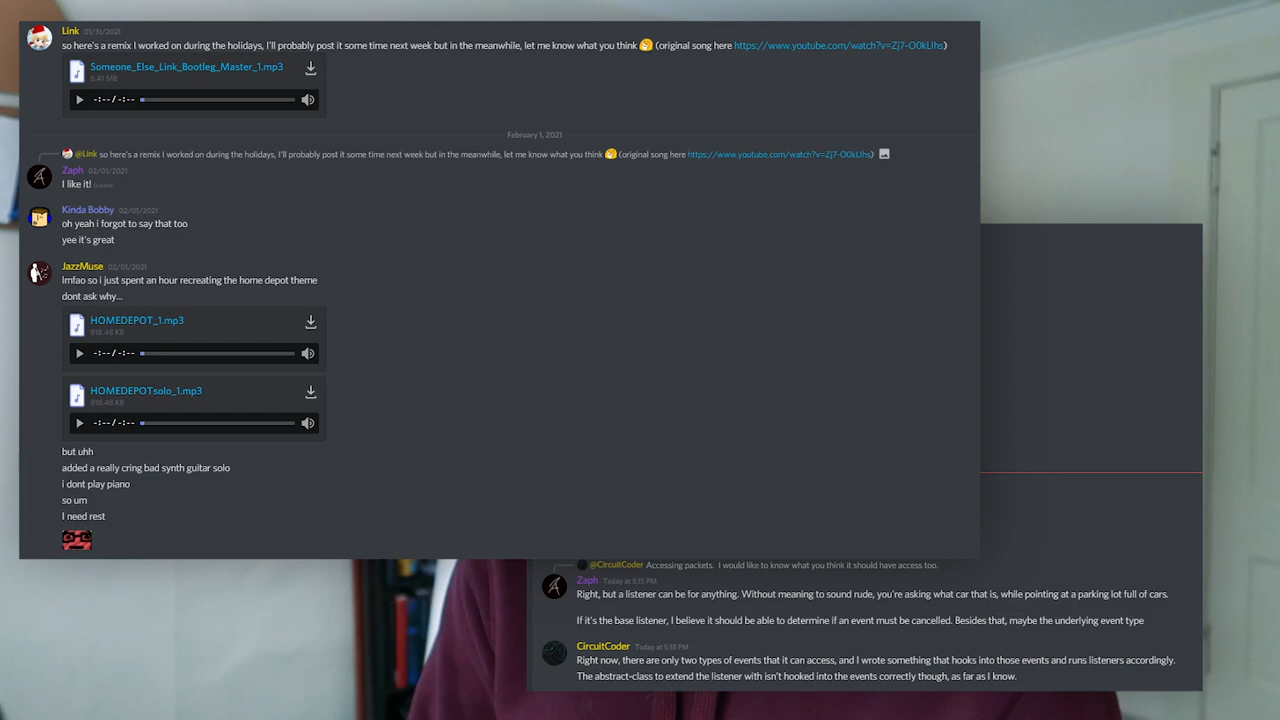 Link 01/31/2021
so here's a remix I worked on during the holidays, I'll probably post it some time next week but in the meanwhile, let me know what you think (original song here https://www.youtube.com/watch?v=Zj7-O0kLIhs)
Someone_Else_Link_Bootleg_Master_1.mp3
6.41 MB
-:--/-:--
February 1, 2021
@Link so here's a remix I worked on during the holidays, I'll probably post it some time next week but in the meanwhile, let me know what you think (original song here https://www.youtube.com/watch?v=Zj7-O0kLIhs)
Zaph 02/01/2021
I like it! (edited)
Kinda Bobby 02/01/2021
oh yeah i forgot to say that too
yee it's great
JazzMuse 02/01/2021
lmfao so i just spent an hour recreating the home depot theme
dont ask why...
HOMEDEPOT_1.mp3
818.48 KB
-:--/-:--
HOMEDEPOTsolo_1.mp3
818.48 KB
-:--/-:--
but uhh
added a really cring bad synth guitar solo
i dont play piano
so um
I need rest
@CircuitCoder Accessing packets. I would like to know what you think it should have access too.
Zaph Today at 5:15 PM
Right, but a listener can be for anything. Without meaning to sound rude, you're asking what car that is, while pointing at a parking lot full of cars.
If it's the base listener, I believe it should be able to determine if an event must be cancelled. Besides that, maybe the underlying event type
CircuitCoder Today at 5:18 PM
Right now, there are only two types of events that it can access, and I wrote something that hooks into those events and runs listeners accordingly.
The abstract-class to extend the listener with isn't hooked into the events correctly though, as far as I know.